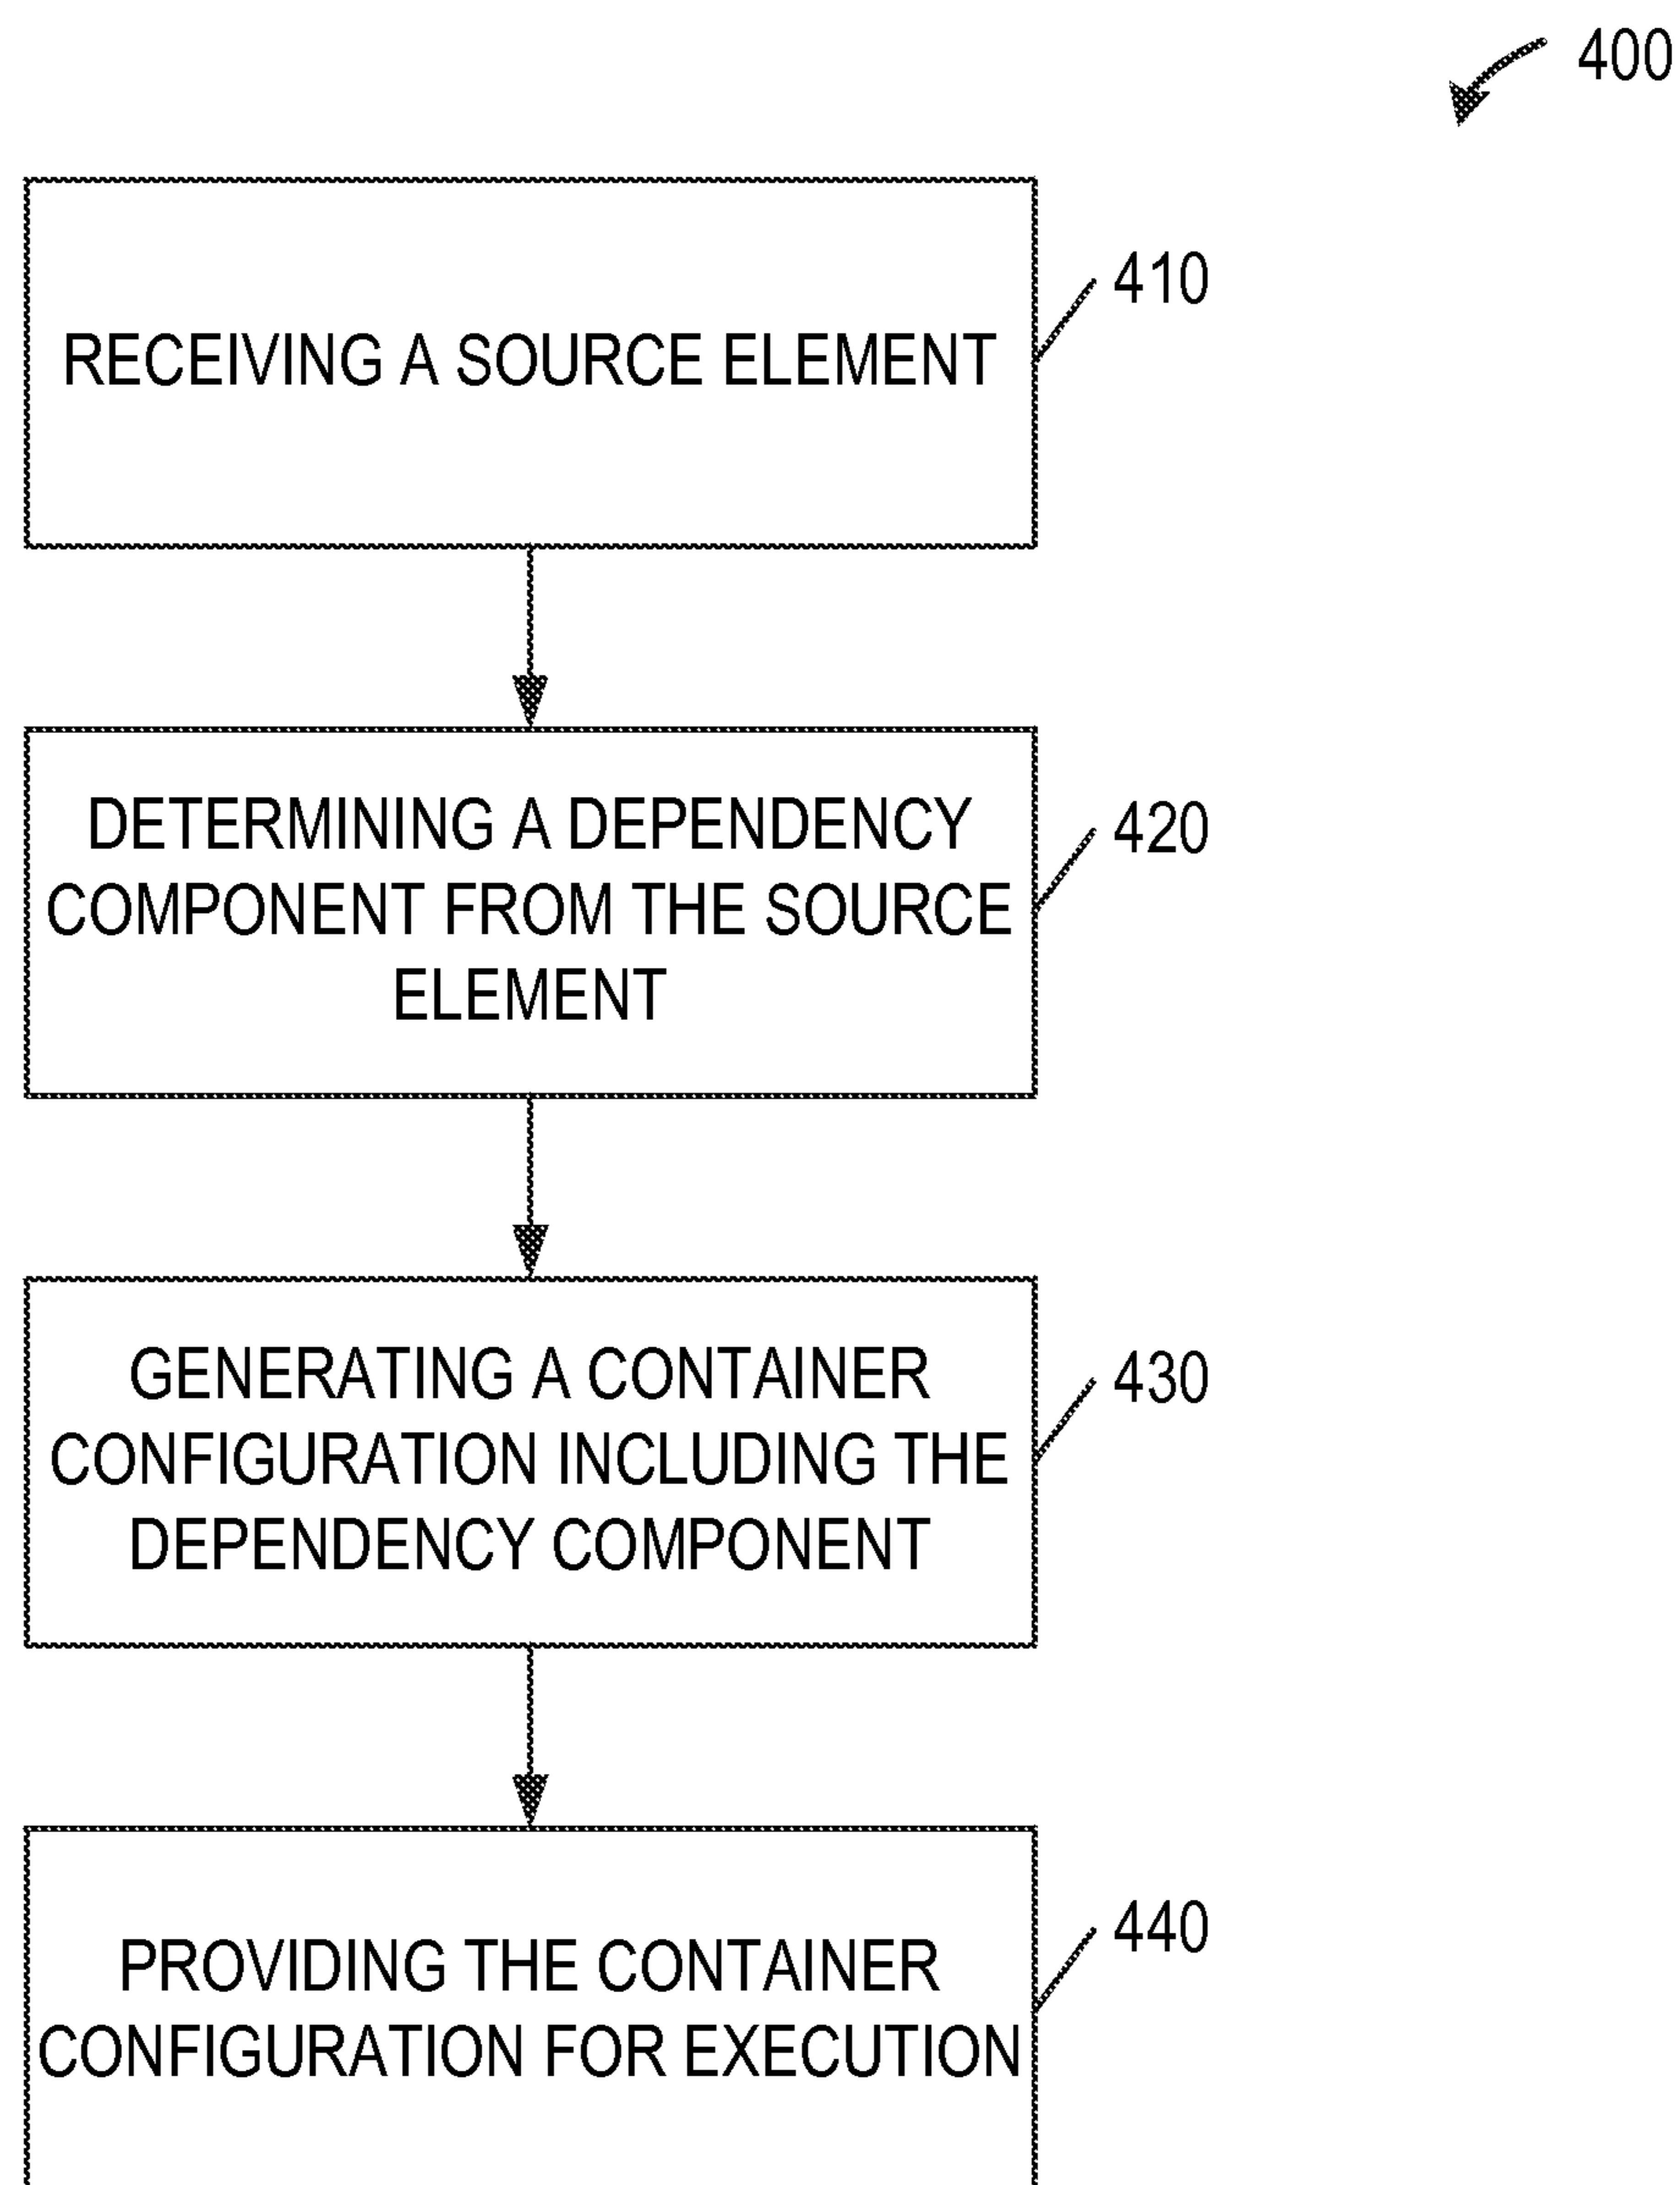 400
RECEIVING A SOURCE ELEMENT
410
DETERMINING A DEPENDENCY
COMPONENT FROM THE SOURCE
ELEMENT
420
GENERATING A CONTAINER
CONFIGURATION INCLUDING THE
DEPENDENCY COMPONENT
430
PROVIDING THE CONTAINER
CONFIGURATION FOR EXECUTION
440